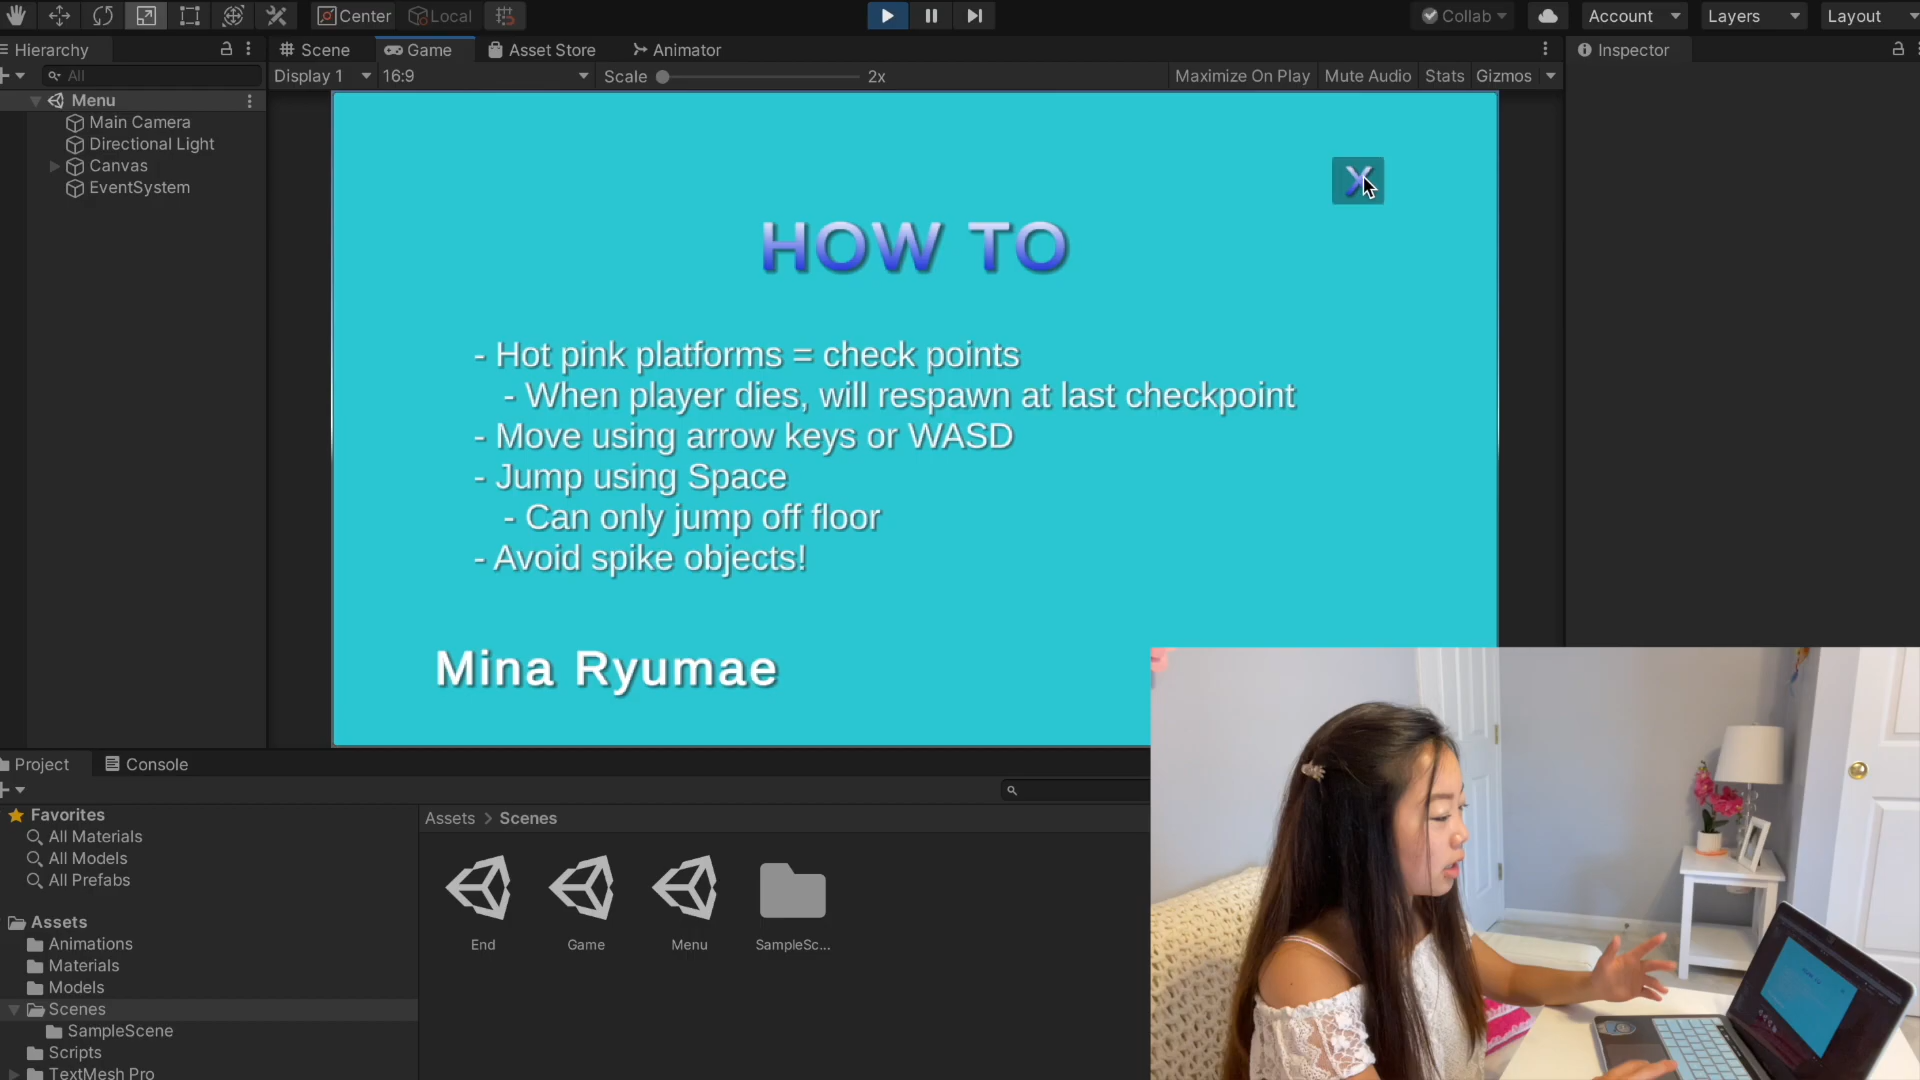 Center
Local
Collab
Account
Layers
Layout
Hierarchy
Scene
Game
Asset Store
Animator
Inspector
All
Display 1
16:9
Scale
2x
Maximize On Play
Mute Audio
Stats
Gizmos
Menu
Main Camera
Directional Light
Canvas
EventSystem
X
HOW TO
- Hot pink platforms = check points
- When player dies, will respawn at last checkpoint
- Move using arrow keys or WASD
- Jump using Space
- Can only jump off floor
- Avoid spike objects!
Mina Ryumae
Project
Console
Favorites
All Materials
All Models
All Prefabs
Assets
Animations
Materials
Models
Scenes
SampleScene
Scripts
TextMesh Pro
Assets > Scenes
End
Game
Menu
SampleSc...